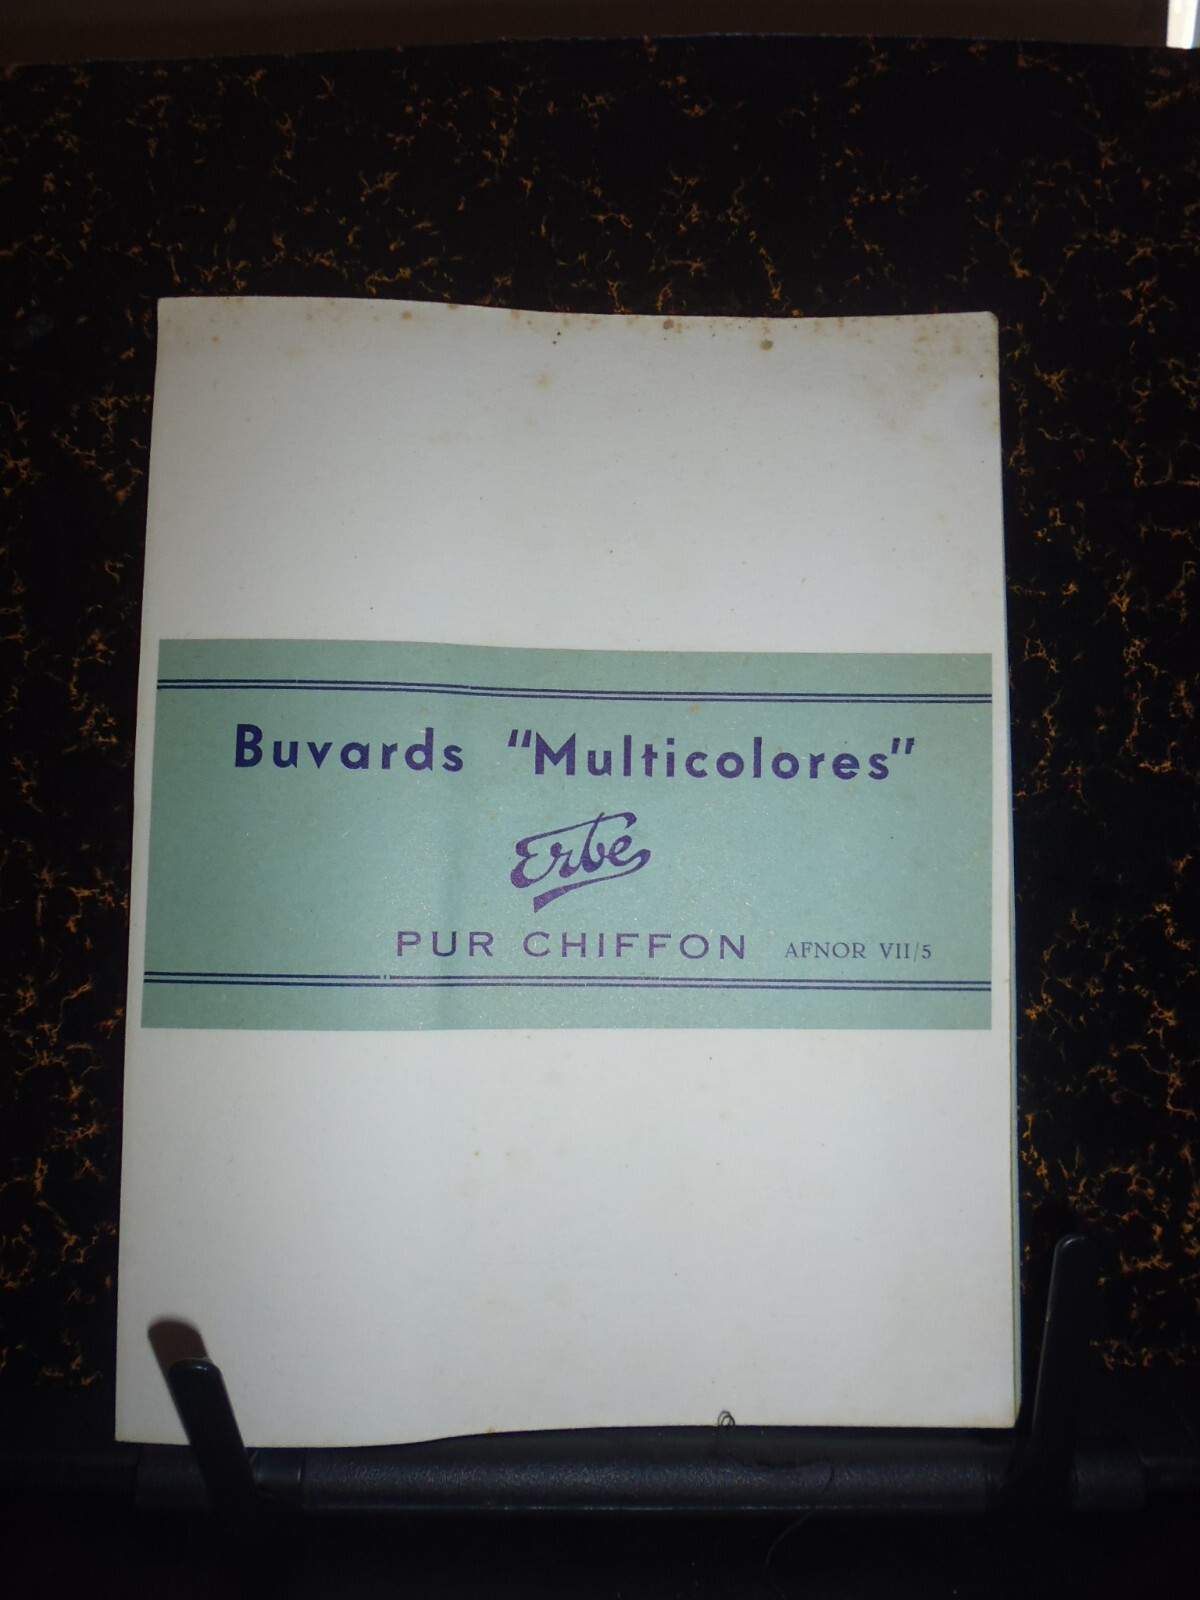 Buvards "Multicolores"
Erbé
PUR CHIFFON AFNOR VII/5